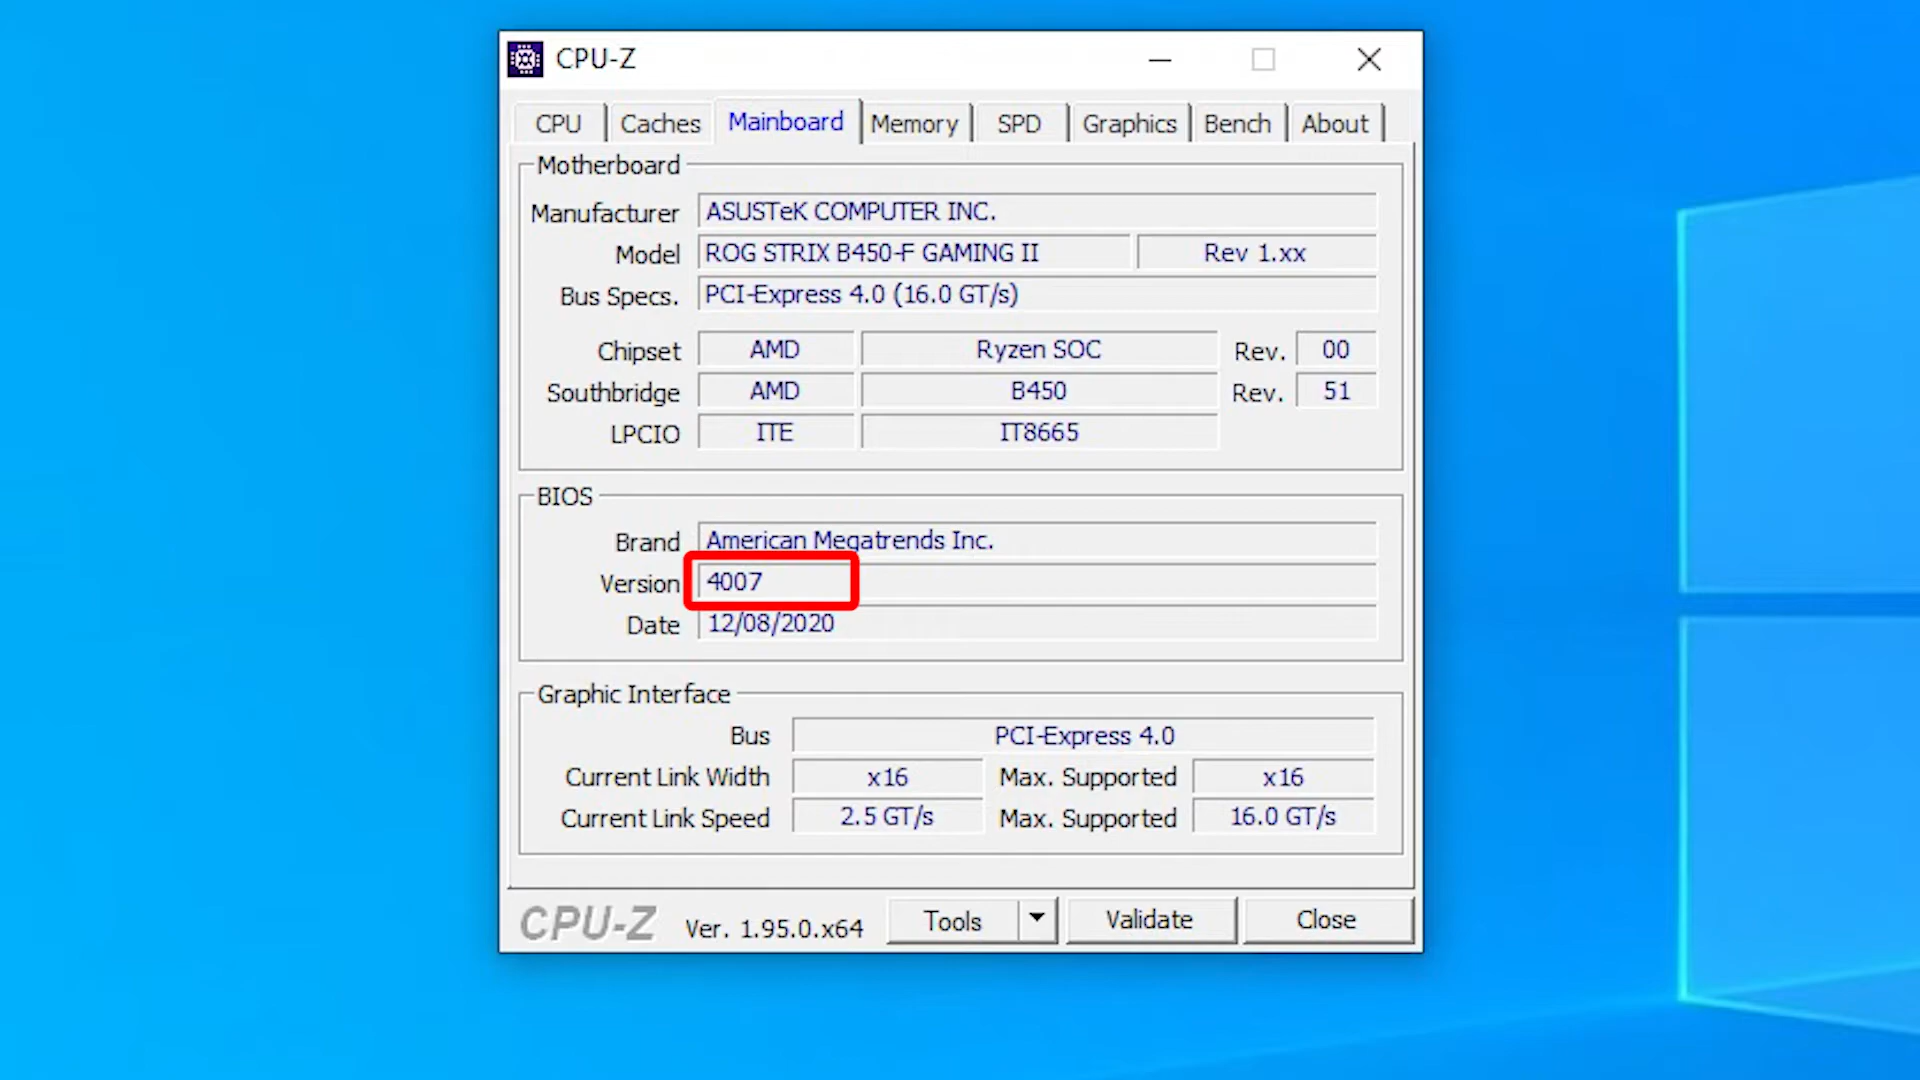 CPU-Z
CPU Caches Mainboard Memory SPD Graphics Bench About
Motherboard
Manufacturer ASUSTeK COMPUTER INC.
Model ROG STRIX B450-F GAMING II Rev 1.xx
Bus Specs. PCI-Express 4.0 (16.0 GT/s)
Chipset AMD Ryzen SOC Rev. 00
Southbridge AMD B450 Rev. 51
LPCIO ITE IT8665
BIOS
Brand American Megatrends Inc.
Version 4007
Date 12/08/2020
Graphic Interface
Bus PCI-Express 4.0
Current Link Width x16 Max. Supported x16
Current Link Speed 2.5 GT/s Max. Supported 16.0 GT/s
CPU-Z Ver. 1.95.0.x64 Tools Validate Close